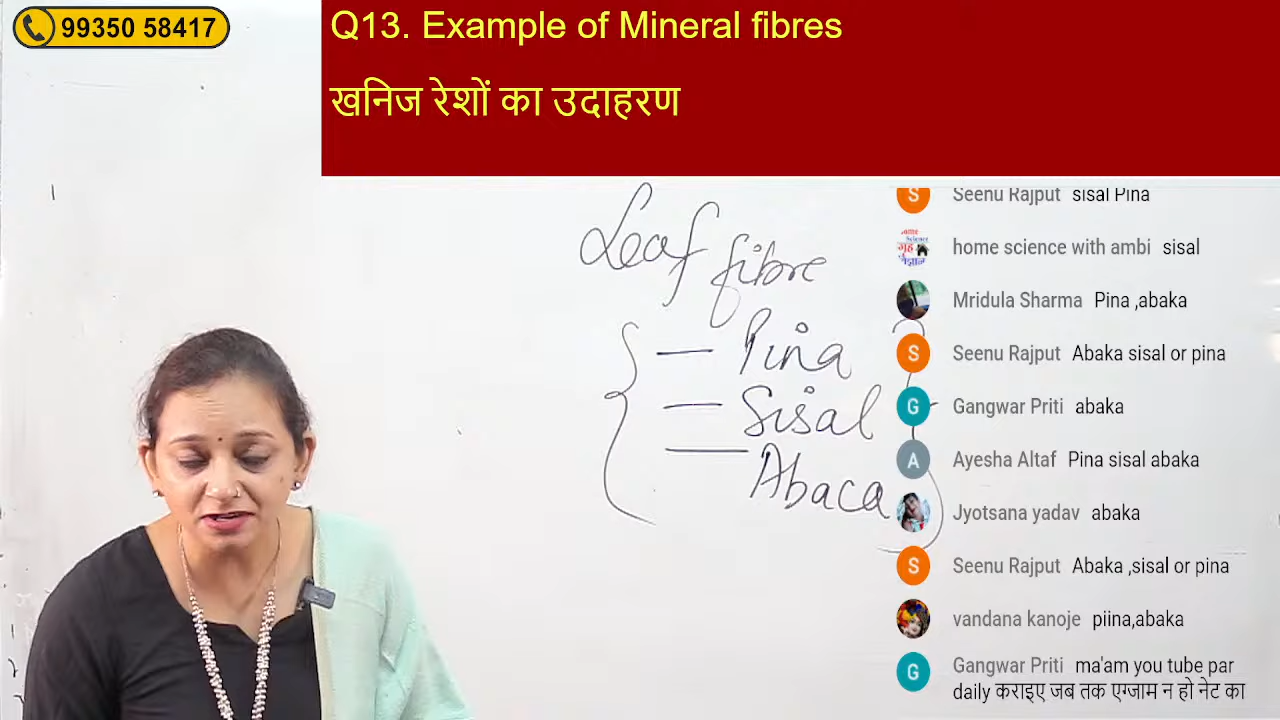 99350 58417
Q13. Example of Mineral fibres
खनिज रेशों का उदाहरण
Leaf fibre
Pina
Sisal
Abaca
S Seenu Rajput sisal Pina
home science with ambi sisal
Mridula Sharma Pina ,abaka
S Seenu Rajput Abaka sisal or pina
G Gangwar Priti abaka
A Ayesha Altaf Pina sisal abaka
Jyotsana yadav abaka
S Seenu Rajput Abaka ,sisal or pina
vandana kanoje piina,abaka
G Gangwar Priti ma'am you tube par
daily कराइए जब तक एग्जाम न हो नेट का